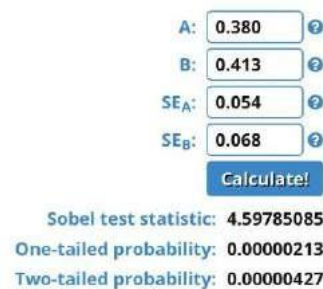 A: 0.380 ?
B: 0.413 ?
SEA: 0.054 ?
SEB: 0.068 ?
Calculate!
Sobel test statistic: 4.59785085
One-tailed probability: 0.00000213
Two-tailed probability: 0.00000427